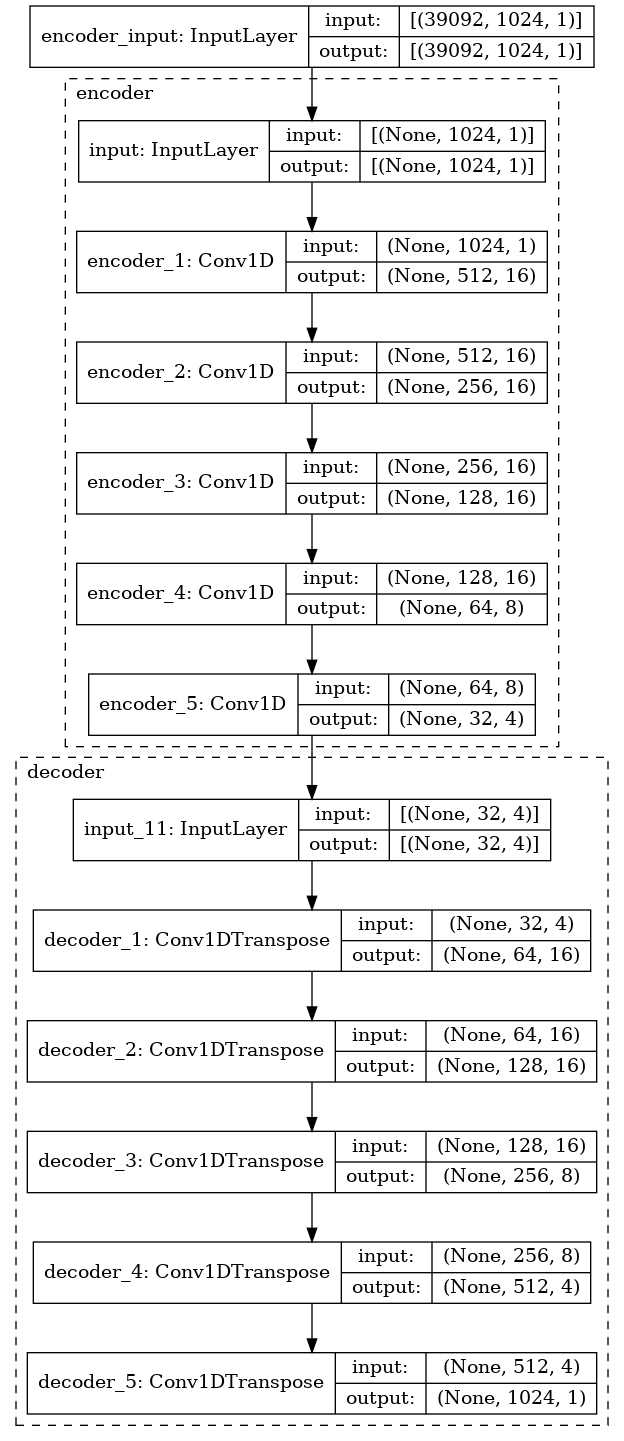 encoder_input: InputLayer
input:
[(39092, 1024, 1)]
output:
[(39092, 1024, 1)]
encoder
input: InputLayer
input:
[(None, 1024, 1)]
output:
[(None, 1024, 1)]
encoder_1: Conv1D
input:
(None, 1024, 1)
output:
(None, 512, 16)
encoder_2: Conv1D
input:
(None, 512, 16)
output:
(None, 256, 16)
encoder_3: Conv1D
input:
(None, 256, 16)
output:
(None, 128, 16)
encoder_4: Conv1D
input:
(None, 128, 16)
output:
(None, 64, 8)
encoder_5: Conv1D
input:
(None, 64, 8)
output:
(None, 32, 4)
decoder
input_11: InputLayer
input:
[(None, 32, 4)]
output:
[(None, 32, 4)]
decoder_1: Conv1DTranspose
input:
(None, 32, 4)
output:
(None, 64, 16)
decoder_2: Conv1DTranspose
input:
(None, 64, 16)
output:
(None, 128, 16)
decoder_3: Conv1DTranspose
input:
(None, 128, 16)
output:
(None, 256, 8)
decoder_4: Conv1DTranspose
input:
(None, 256, 8)
output:
(None, 512, 4)
decoder_5: Conv1DTranspose
input:
(None, 512, 4)
output:
(None, 1024, 1)